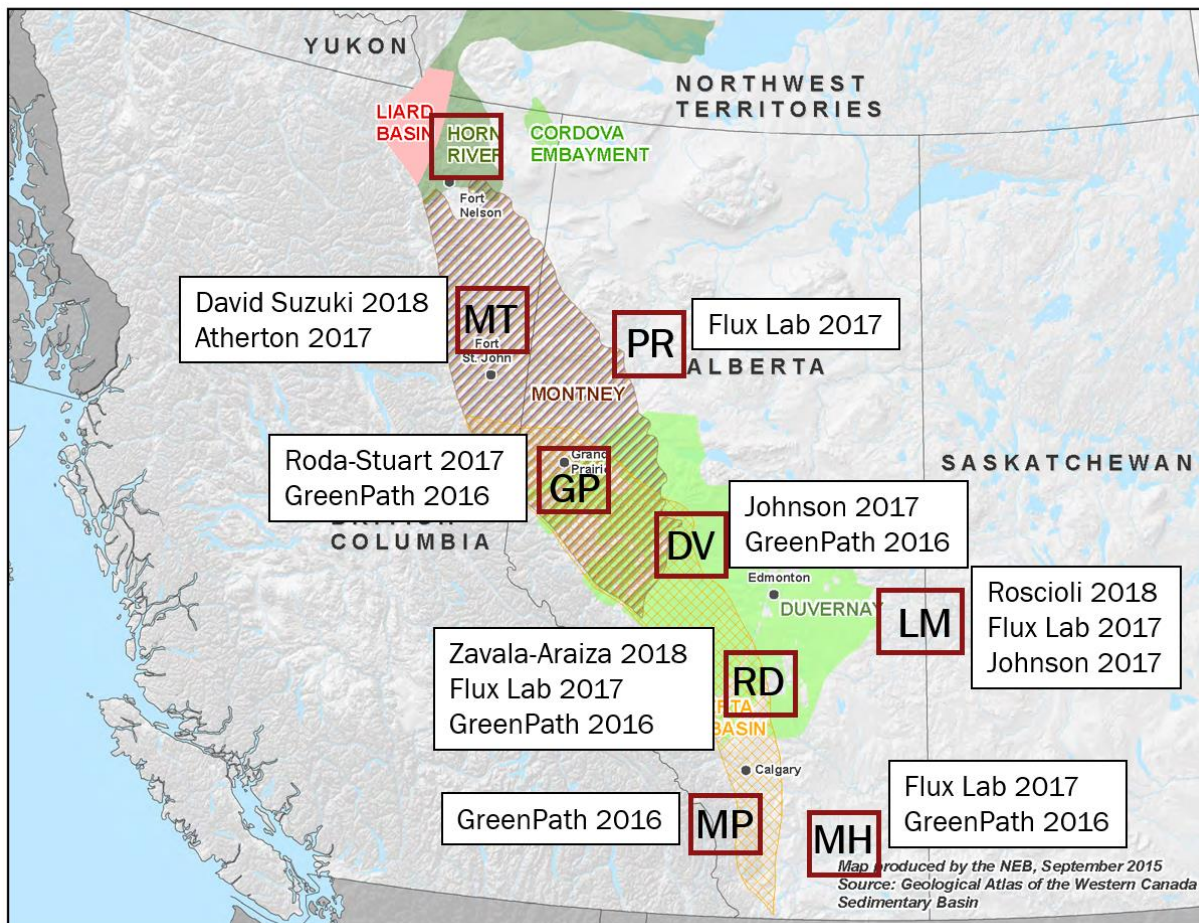 YUKON
NORTHWEST
TERRITORIES
LIARD
BASIN
HORN
RIVER
CORDOVA
EMBAYMENT
Fort
Nelson
David Suzuki 2018
Atherton 2017
MT
Fort
St. John
PR
Flux Lab 2017
ALBERTA
MONTNEY
Roda-Stuart 2017
GreenPath 2016
Grand
Prairie
GP
SASKATCHEWAN
COLUMBIA
Johnson 2017
GreenPath 2016
DV
Edmonton
DUVERNAY
LM
Roscioli 2018
Flux Lab 2017
Johnson 2017
Zavala-Araiza 2018
Flux Lab 2017
GreenPath 2016
RD
BASIN
Calgary
GreenPath 2016
MP
MH
Flux Lab 2017
GreenPath 2016
Map produced by the NEB, September 2015
Source: Geological Atlas of the Western Canada
Sedimentary Basin